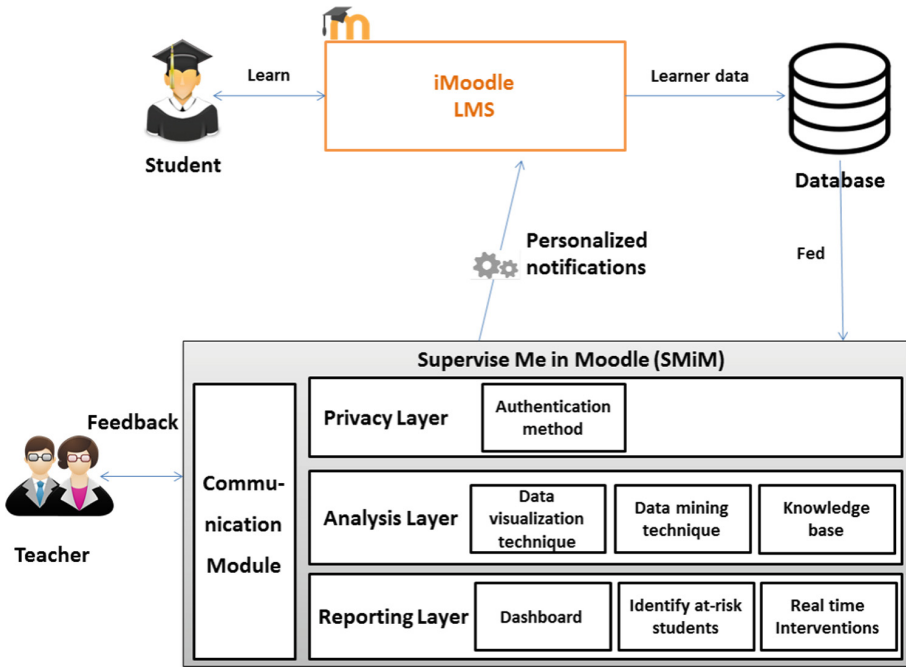 m
Learn
iMoodle
LMS
Learner data
Student
Database
Personalized
notifications
Fed
Supervise Me in Moodle (SMiM)
Feedback
Teacher
Commu-
nication
Module
Privacy Layer
Authentication
method
Analysis Layer
Data
visualization
technique
Data mining
technique
Knowledge
base
Reporting Layer
Dashboard
Identify at-risk
students
Real time
Interventions